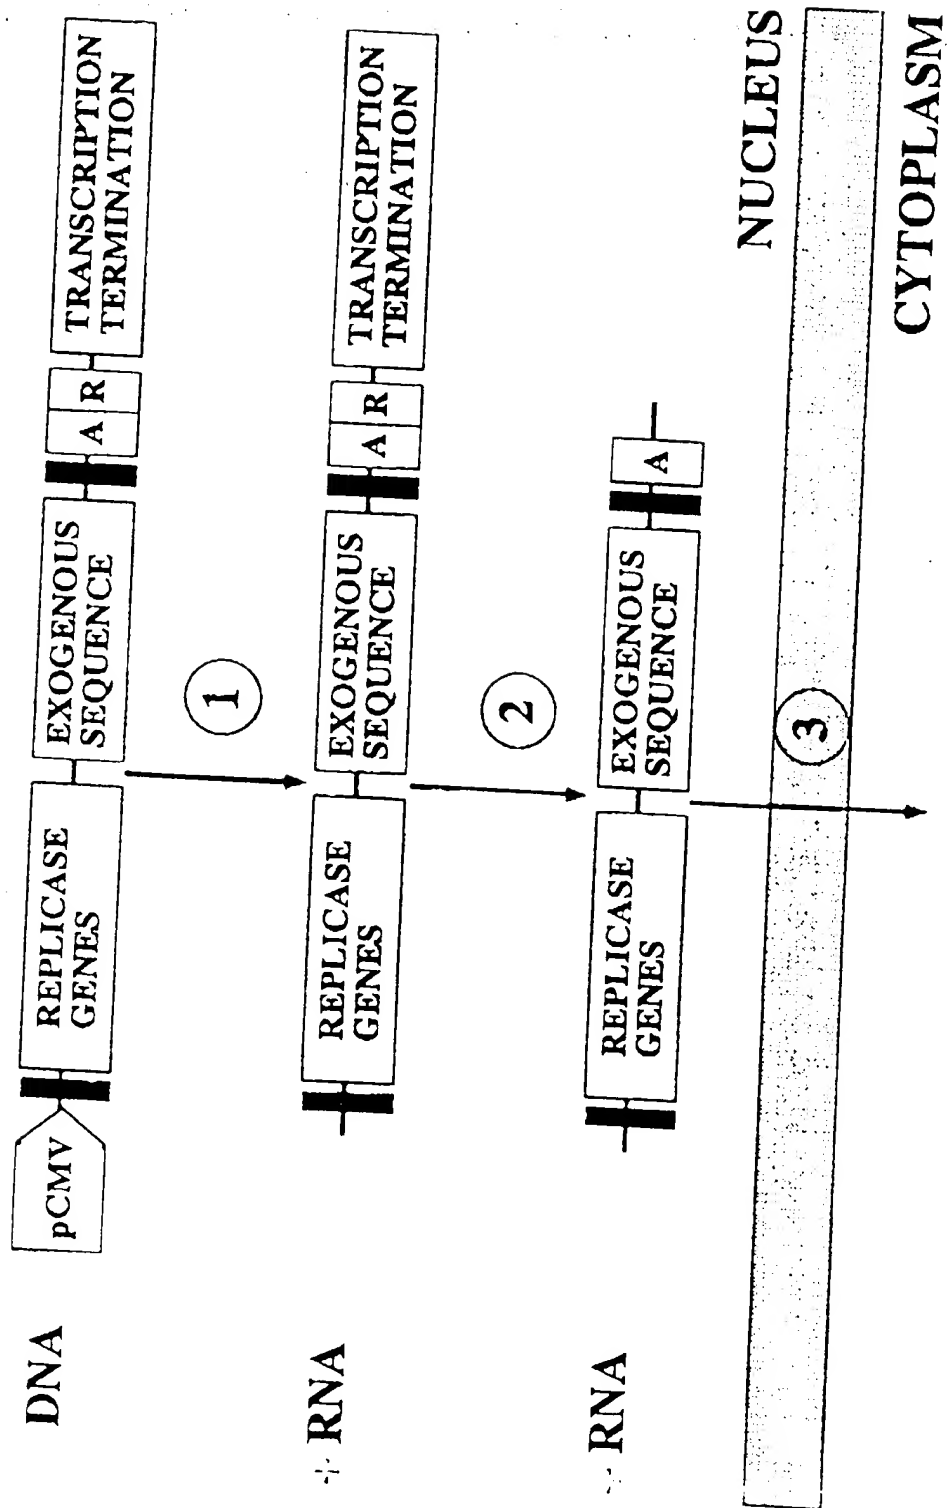 DNA
pCMV
REPLICASE
GENES
EXOGENOUS
SEQUENCE
A
R
TRANSCRIPTION
TERMINATION
1
+ RNA
REPLICASE
GENES
EXOGENOUS
SEQUENCE
A
R
TRANSCRIPTION
TERMINATION
2
RNA
REPLICASE
GENES
EXOGENOUS
SEQUENCE
A
3
NUCLEUS
CYTOPLASM